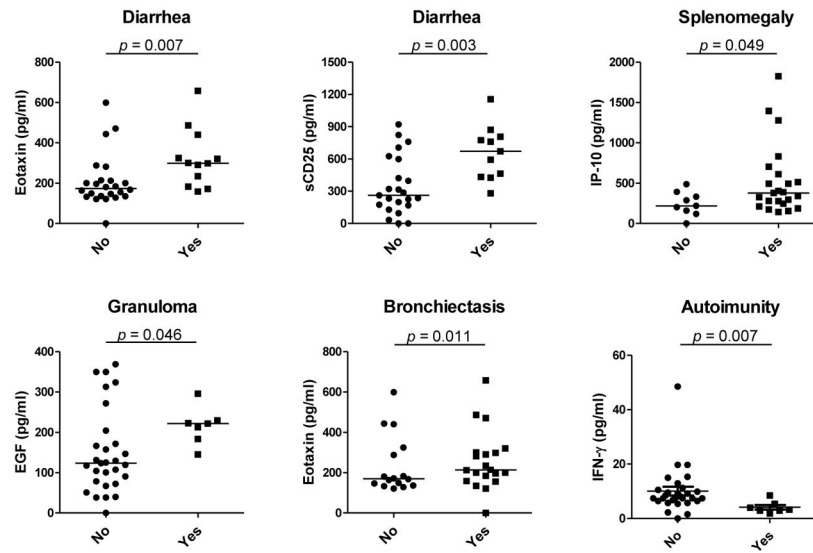 Diarrhea
p = 0.007
Eotaxin (pg/ml)
800
600
400
200
0
No
Yes
Diarrhea
p = 0.003
sCD25 (pg/ml)
1500
1200
900
600
300
0
No
Yes
Splenomegaly
p = 0.049
IP-10 (pg/ml)
2000
1500
1000
500
0
No
Yes
Granuloma
p = 0.046
EGF (pg/ml)
400
300
200
100
0
No
Yes
Bronchiectasis
p = 0.011
Eotaxin (pg/ml)
800
600
400
200
0
No
Yes
Autoimunity
p = 0.007
IFN-γ (pg/ml)
60
40
20
0
No
Yes